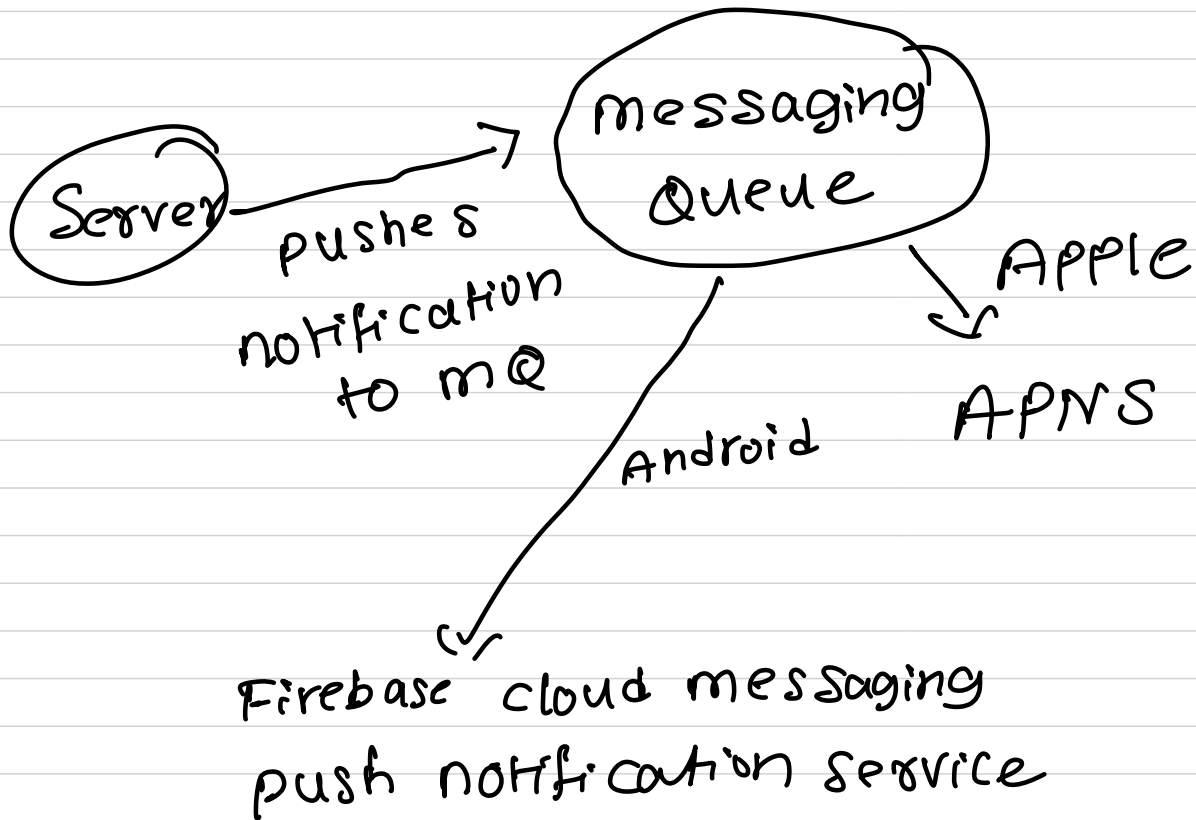 messaging
Queue
Server
pushes
notification
to mQ
APPlE
APNS
Android
Firebase cloud messaging
push notification service